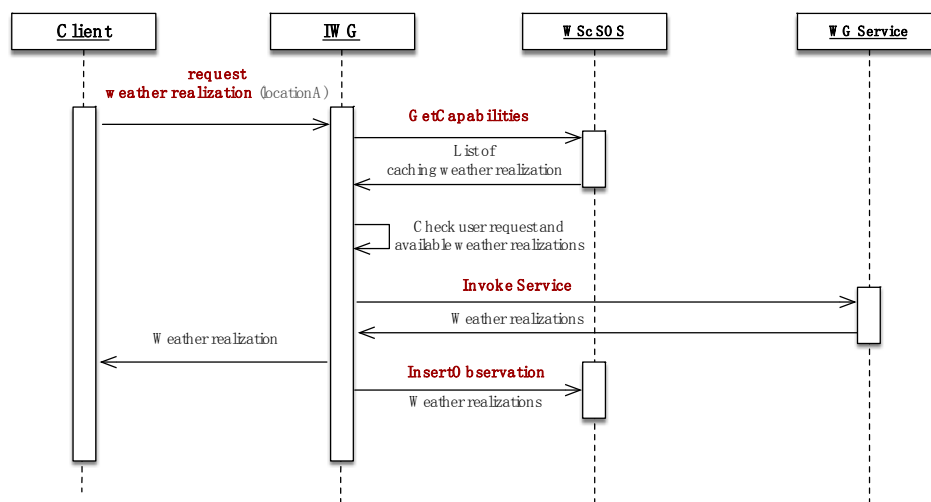 Client
IWG
WScSOS
WG Service
request
weather realization (locationA)
GetCapabilities
List of
caching weather realization
Check user request and
available weather realizations
Invoke Service
Weather realizations
Weather realization
InsertObservation
Weather realizations